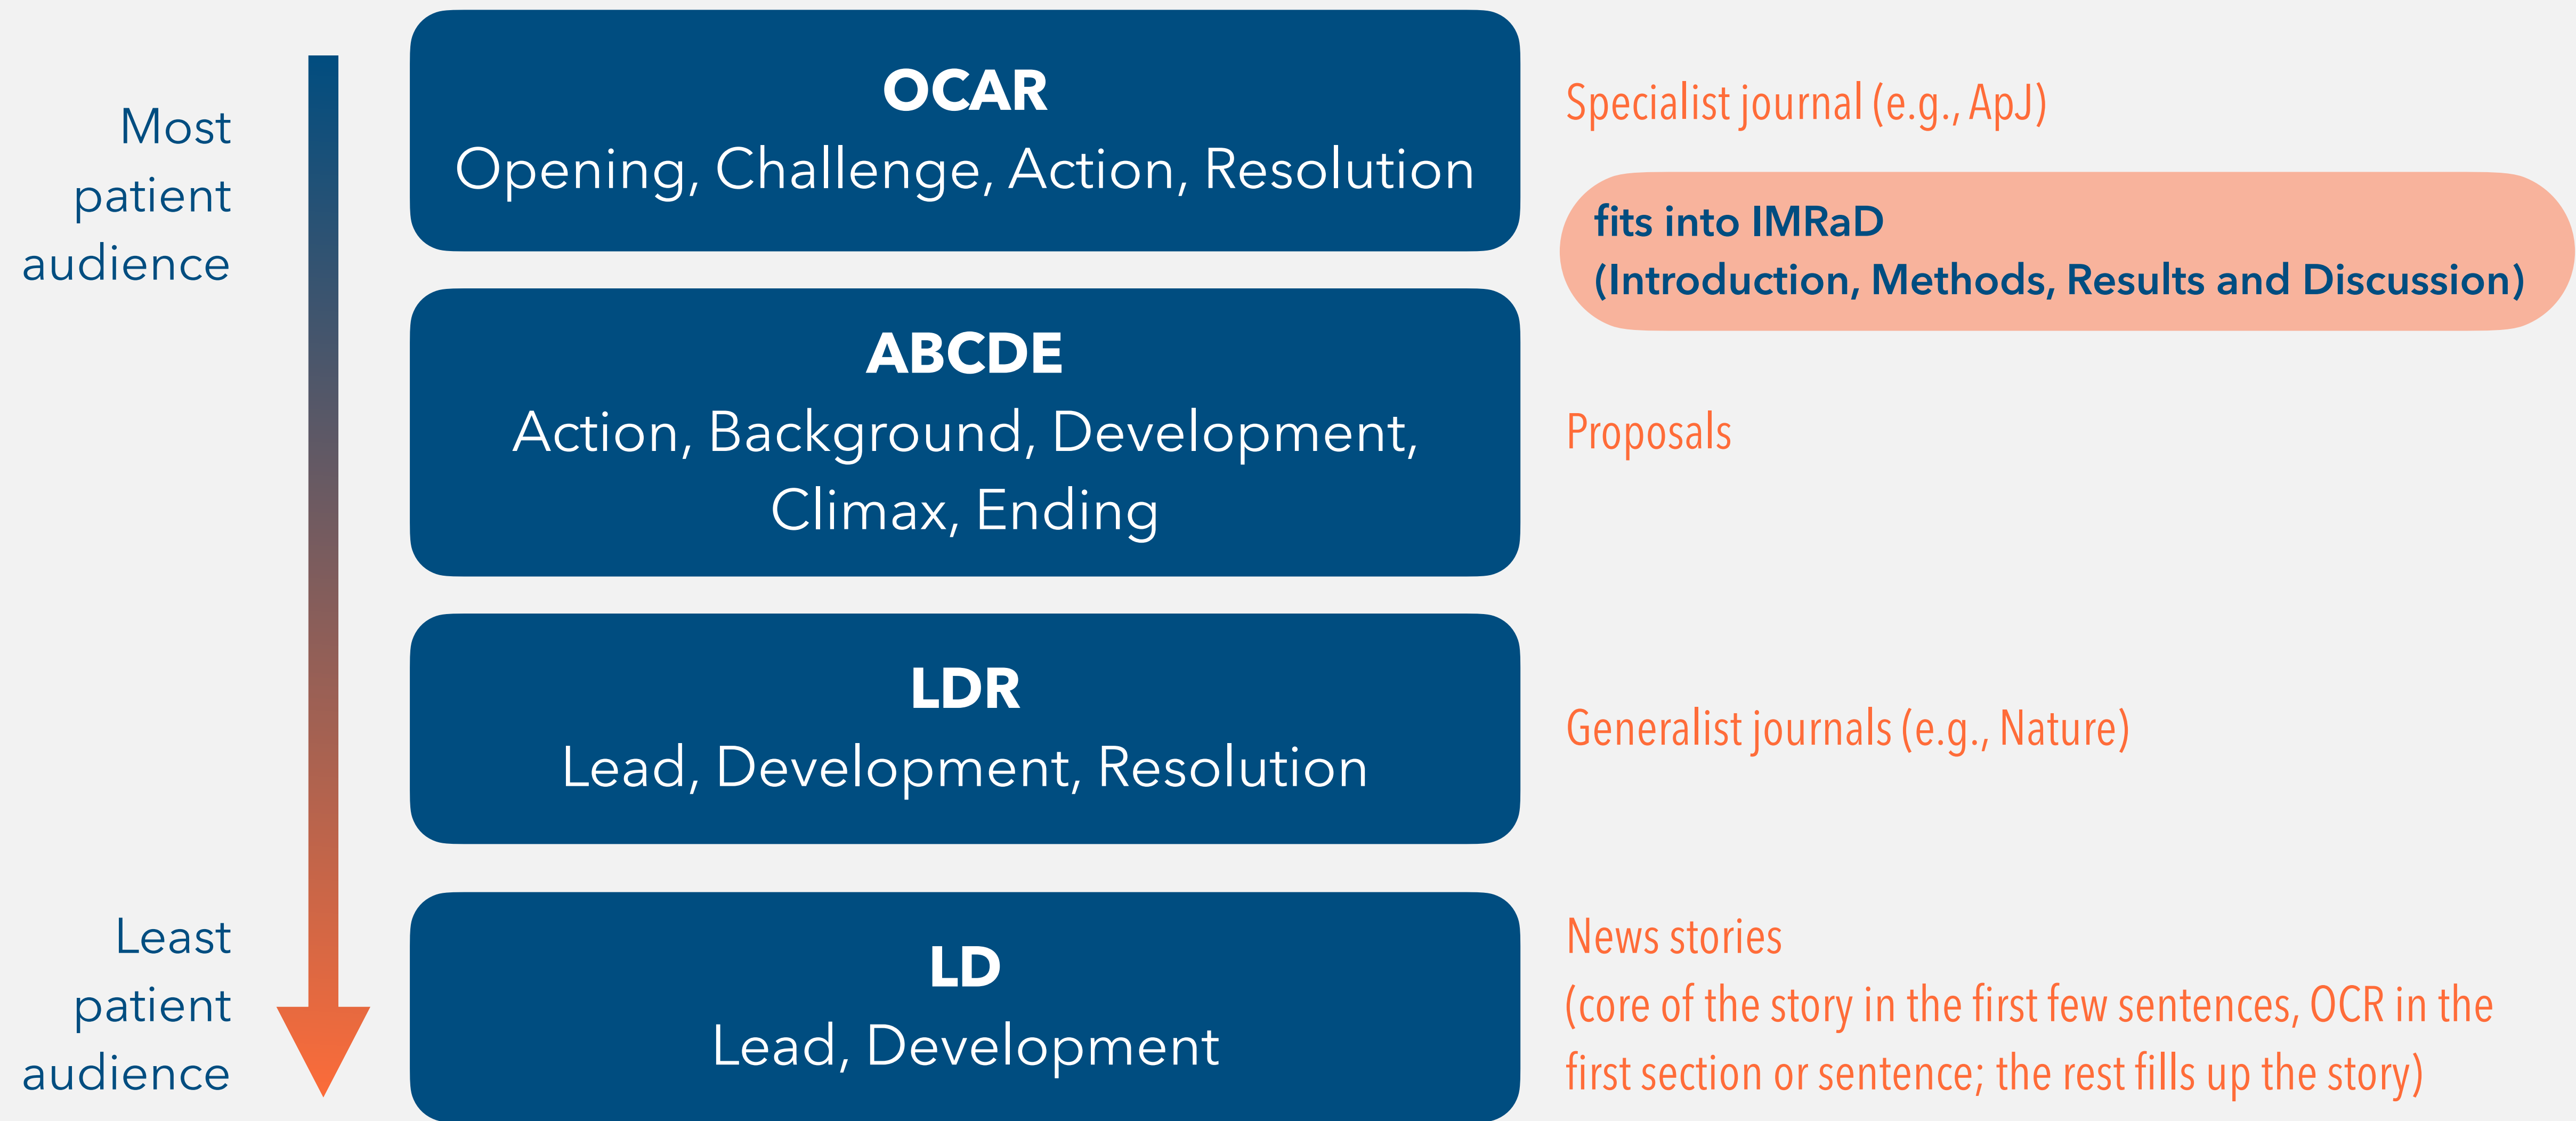 Most
patient
audience
OCAR
Opening, Challenge, Action, Resolution
Specialist journal (e.g., ApJ)
fits into IMRaD
(Introduction, Methods, Results and Discussion)
ABCDE
Action, Background, Development,
Climax, Ending
Proposals
LDR
Lead, Development, Resolution
Generalist journals (e.g., Nature)
Least
patient
audience
LD
Lead, Development
News stories
(core of the story in the first few sentences, OCR in the
first section or sentence; the rest fills up the story)